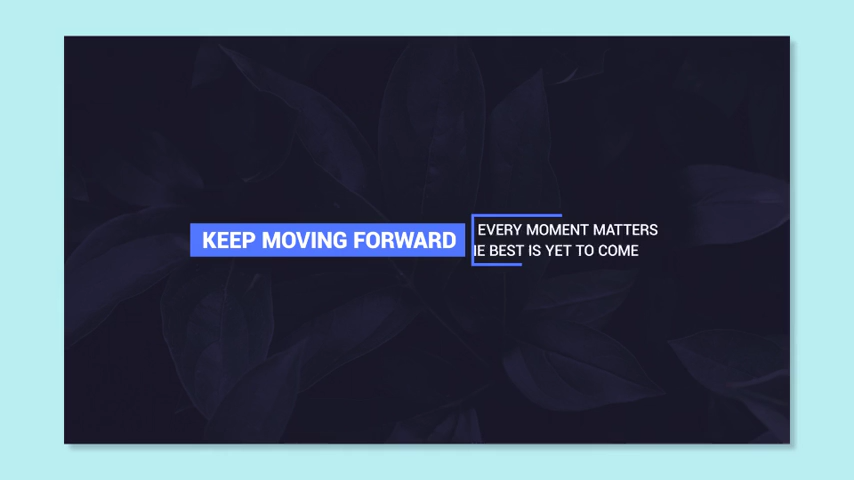 KEEP MOVING FORWARD
EVERY MOMENT MATTERS
BEST IS YET TO COME